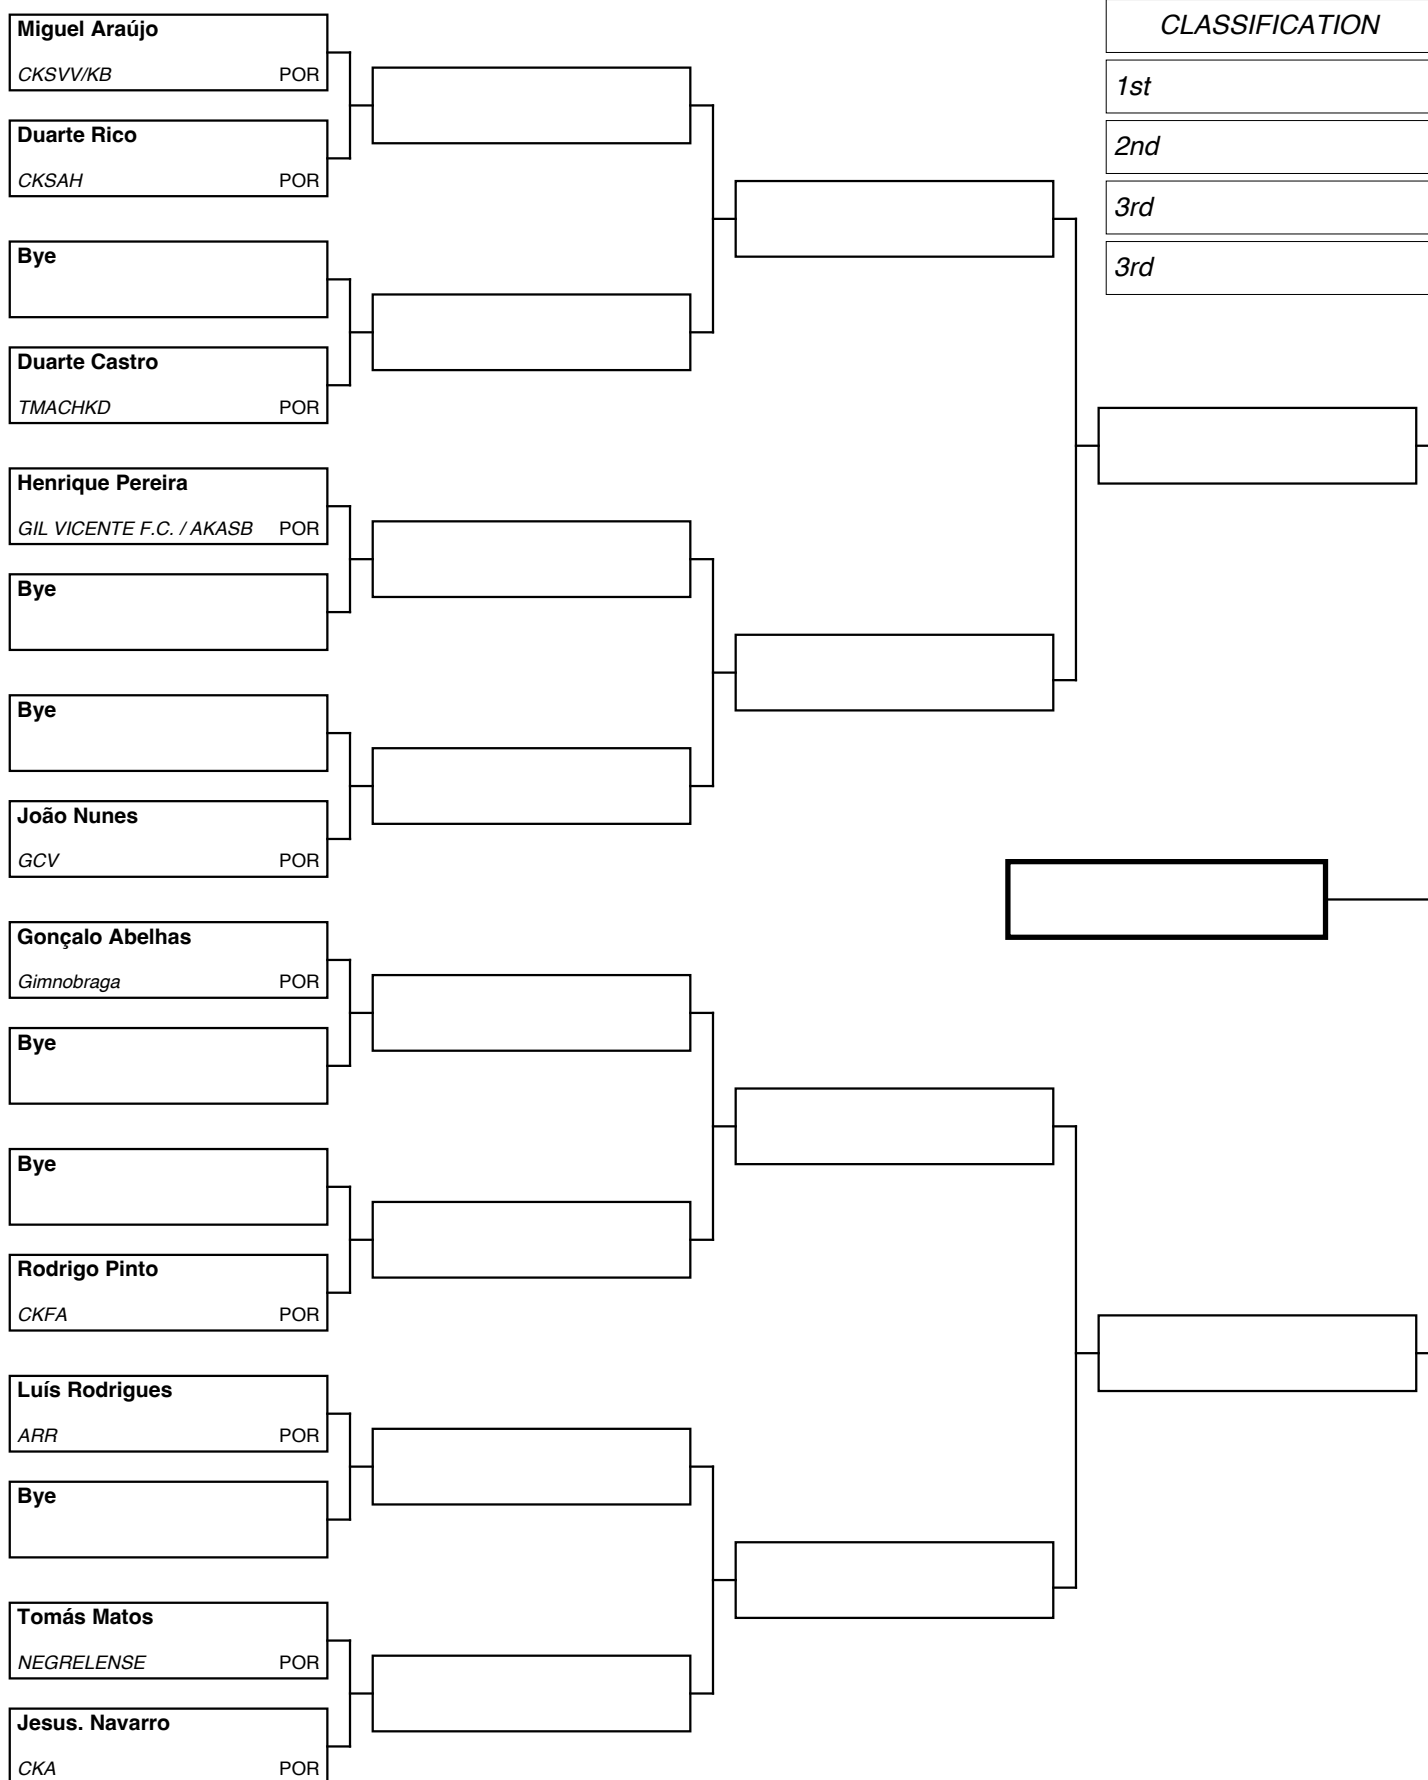 Miguel Araújo
CKSVV/KB POR
Duarte Rico
CKSAH POR
Bye
Duarte Castro
TMACHKD POR
Henrique Pereira
GIL VICENTE F.C. / AKASB POR
Bye
Bye
João Nunes
GCV POR
Gonçalo Abelhas
Gimnobraga POR
Bye
Bye
Rodrigo Pinto
CKFA POR
Luís Rodrigues
ARR POR
Bye
Tomás Matos
NEGRELENSE POR
Jesus. Navarro
CKA POR
CLASSIFICATION
1st
2nd
3rd
3rd